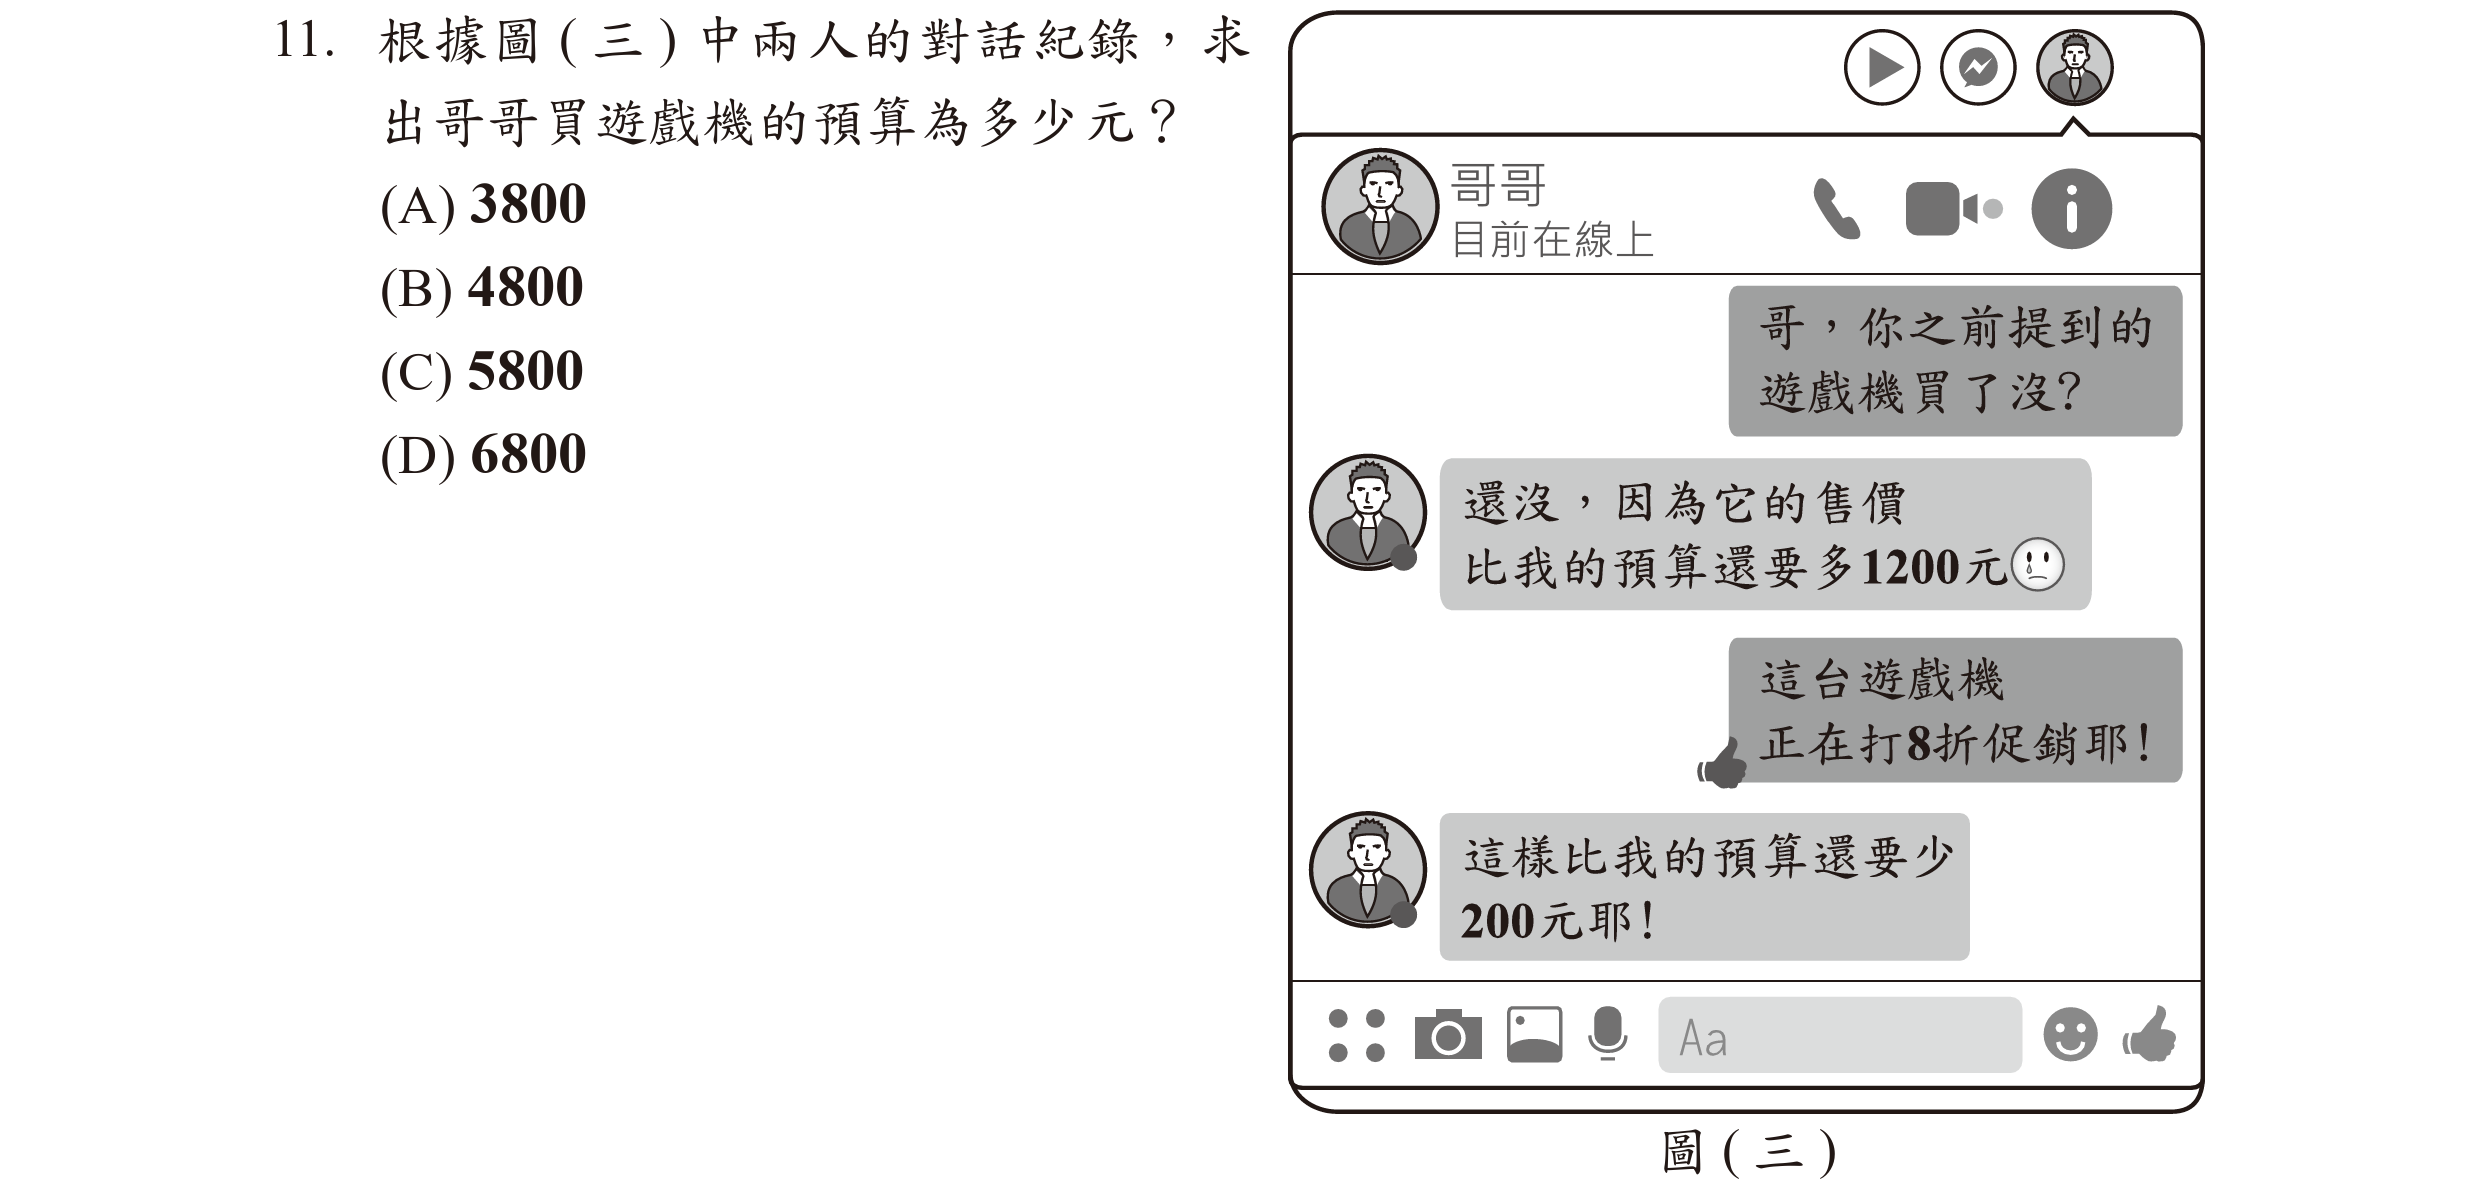 11. 根據圖(三)中兩人的對話紀錄，求
出哥哥買遊戲機的預算為多少元？
(A) 3800
(B) 4800
(C) 5800
(D) 6800
哥哥
目前在線上
哥，你之前提到的
遊戲機買了沒?
還沒，因為它的售價
比我的預算還要多1200元
這台遊戲機
正在打8折促銷耶!
這樣比我的預算還要少
200元耶!
Aa
圖(三)